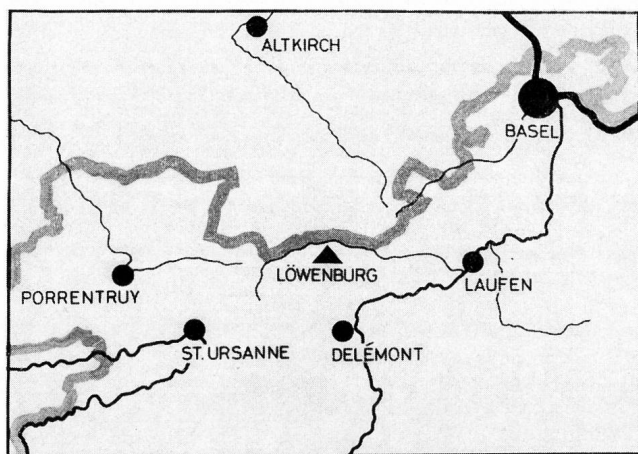 ALTKIRCH
BASEL
LÖWENBURG
LAUFEN
PORRENTRUY
ST. URSANNE
DELÉMONT